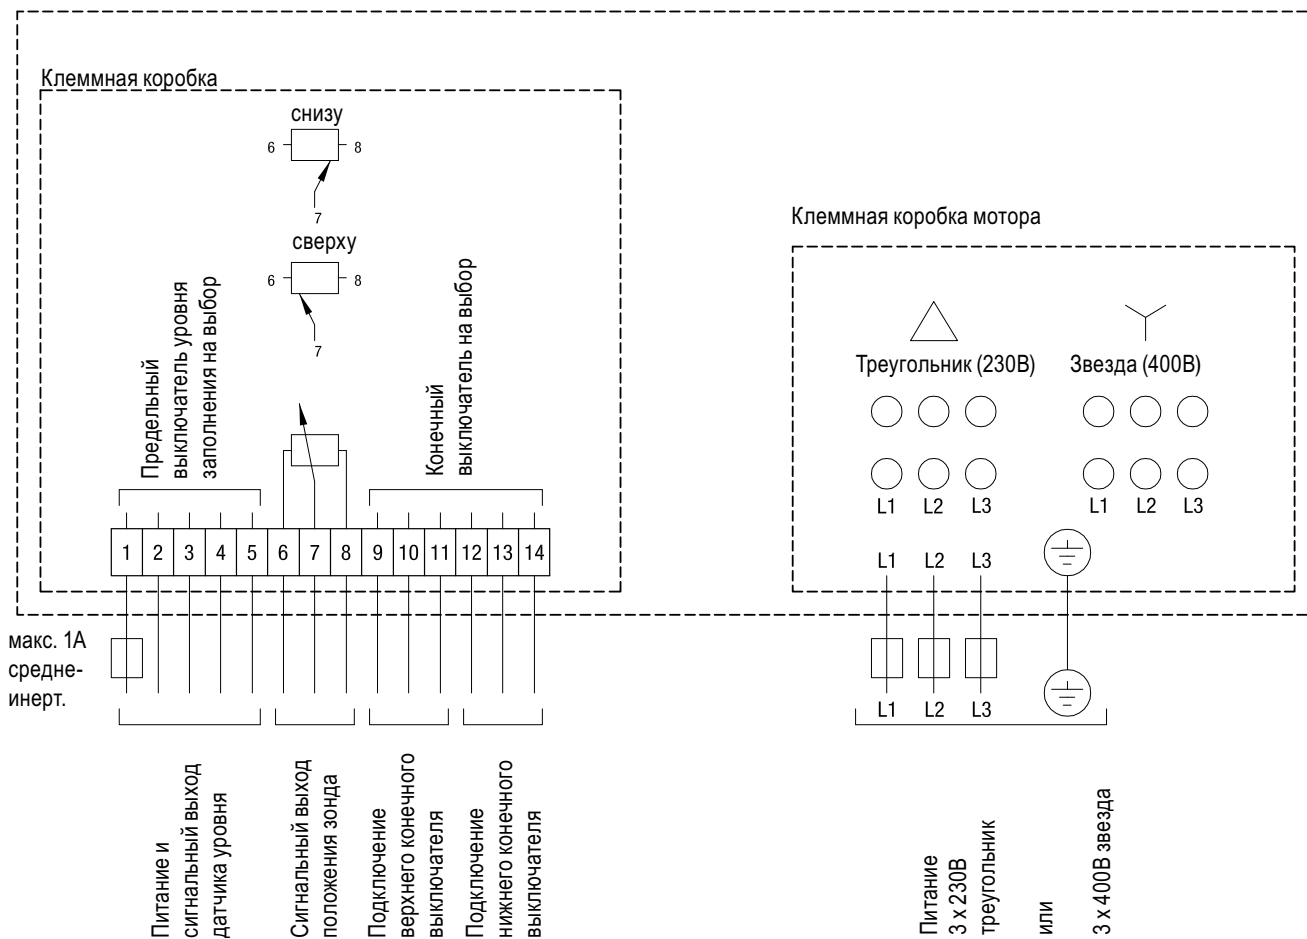 Клеммная коробка
снизу
6 8
7
сверху
6 8
7
Предельный
выключатель уровня
заполнения на выбор
Конечный
выключатель на выбор
1 2 3 4 5 6 7 8 9 10 11 12 13 14
макс. 1А
средне-
инерт.
Питание и
сигнальный выход
датчика уровня
Сигнальный выход
положения зонда
Подключение
верхнего конечного
выключателя
Подключение
нижнего конечного
выключателя
Клеммная коробка мотора
Треугольник (230В)
Звезда (400В)
L1 L2 L3
L1 L2 L3
L1 L2 L3
L1 L2 L3
Питание
3 x 230В
треугольник
или
3 x 400В звезда